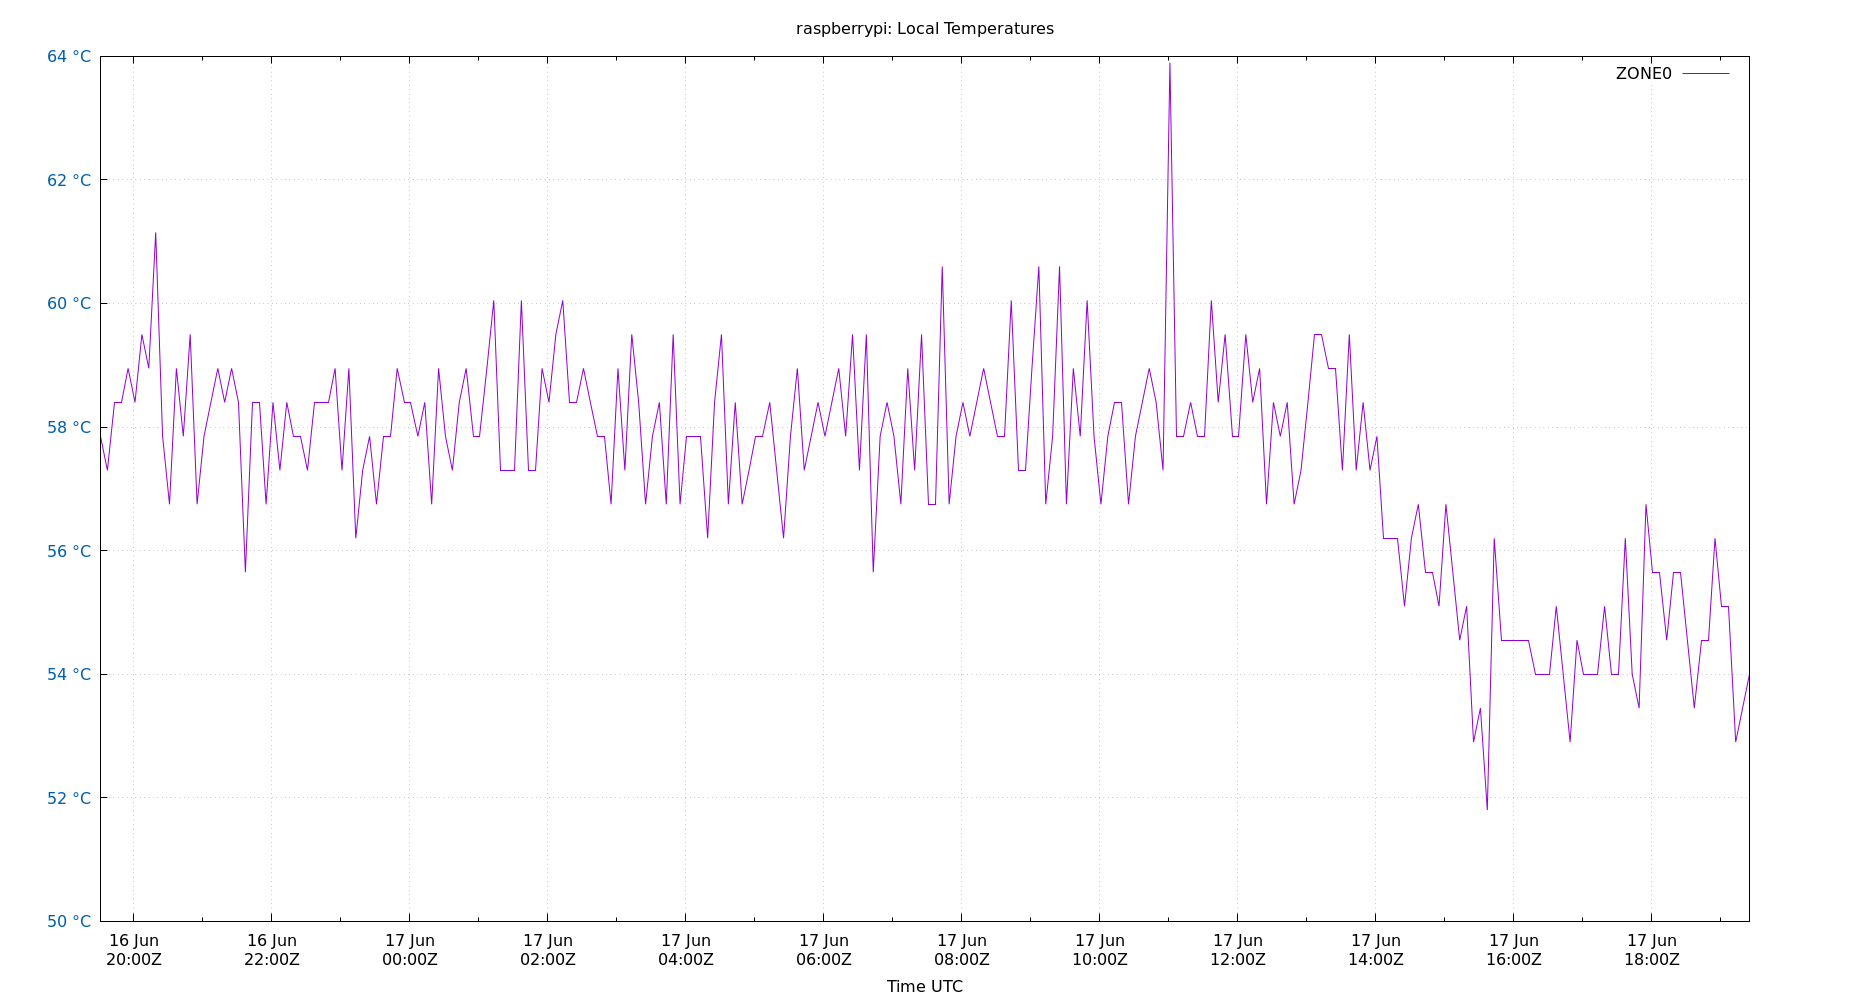 raspberrypi: Local Temperatures
64 °C
ZONE0
62 °C
60 °C
58 °C
56 °C
54 °C
52 °C
50 °C
16 Jun 16 Jun 17 Jun 17 Jun 17 Jun 17 Jun 17 Jun 17 Jun 17 Jun 17 Jun 17 Jun 17 Jun
20:00Z 22:00Z 00:00Z 02:00Z 04:00Z 06:00Z 08:00Z 10:00Z 12:00Z 14:00Z 16:00Z 18:00Z
Time UTC